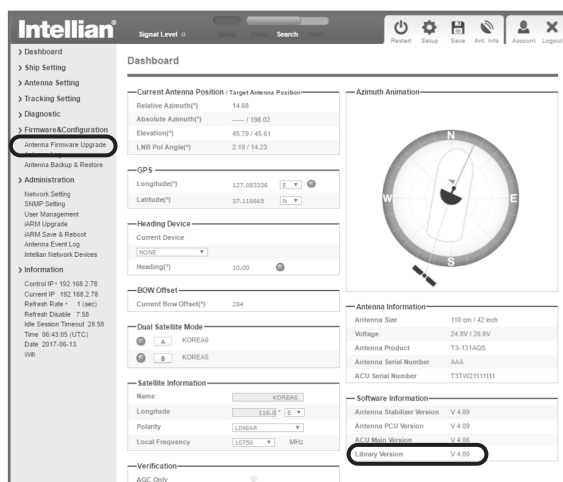 Intellian®
Signal Level 0
Setup Initial Search Track
Restart Setup Save Ant. Info Account Logout
> Dashboard
> Ship Setting
> Antenna Setting
> Tracking Setting
> Diagnostic
> Firmware&Configuration
Antenna Firmware Upgrade
Antenna Backup & Restore
> Administration
Network Setting
SNMP Setting
User Management
iARM Upgrade
iARM Save & Reboot
Antenna Event Log
Intellian Network Devices
> Information
Control IP • 192.168.2.78
Current IP 192.168.2.78
Refresh Rate • 1 (sec)
Refresh Disable 7:58
Idle Session Timeout 28:58
Time 06:43:05 (UTC)
Date 2017-06-13
Wifi
Dashboard
Current Antenna Position / Target Antenna Position
Relative Azimuth(°) 14.68
Absolute Azimuth(°) ----- / 198.02
Elevation(°) 45.79 / 45.61
LNB Pol Angle(°) 2.10 / 14.23
GPS
Longitude(°) 127.083336 E
Latitude(°) 37.116665 N
Heading Device
Current Device
NONE
Heading(°) 10.00
BOW Offset
Current Bow Offset(°) 284
Dual Satellite Mode
A KOREA6
B KOREA5
Satellite Information
Name KOREA6
Longitude 116.0 ° E
Polarity LINEAR
Local Frequency 10750 MHz
Verification
AGC Only
Azimuth Animation
N
W
E
S
Antenna Information
Antenna Size 110 cm / 42 inch
Voltage 24.8V / 26.8V
Antenna Product T3-131AQS
Antenna Serial Number AAA
ACU Serial Number T3TW21111111
Software Information
Antenna Stabilizer Version V 4.09
Antenna PCU Version V 4.09
ACU Main Version V 4.06
Library Version V 4.00